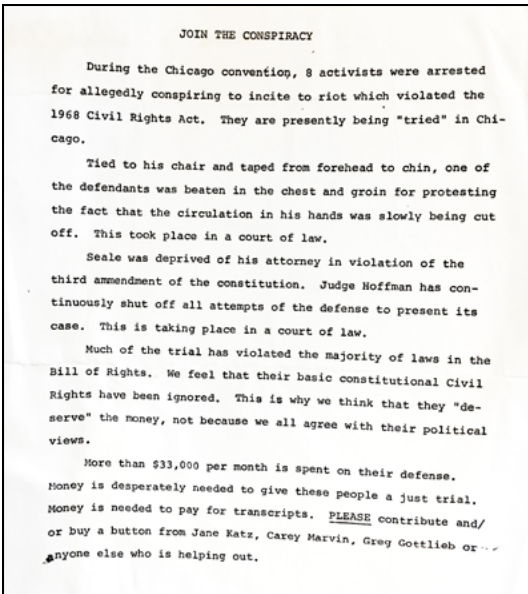 JOIN THE CONSPIRACY
During the Chicago convention, 8 activists were arrested
for allegedly conspiring to incite to riot which violated the
1968 Civil Rights Act. They are presently being "tried" in Chi-
cago.
Tied to his chair and taped from forehead to chin, one of
the defendants was beaten in the chest and groin for protesting
the fact that the circulation in his hands was slowly being cut
off. This took place in a court of law.
Seale was deprived of his attorney in violation of the
third ammendment of the constitution. Judge Hoffman has con-
tinuously shut off all attempts of the defense to present its
case. This is taking place in a court of law.
Much of the trial has violated the majority of laws in the
Bill of Rights. We feel that their basic constitutional Civil
Rights have been ignored. This is why we think that they "de-
serve" the money, not because we all agree with their political
views.
More than $33,000 per month is spent on their defense.
Money is desperately needed to give these people a just trial.
Money is needed to pay for transcripts. PLEASE contribute and/
or buy a button from Jane Katz, Carey Marvin, Greg Gottlieb or
anyone else who is helping out.